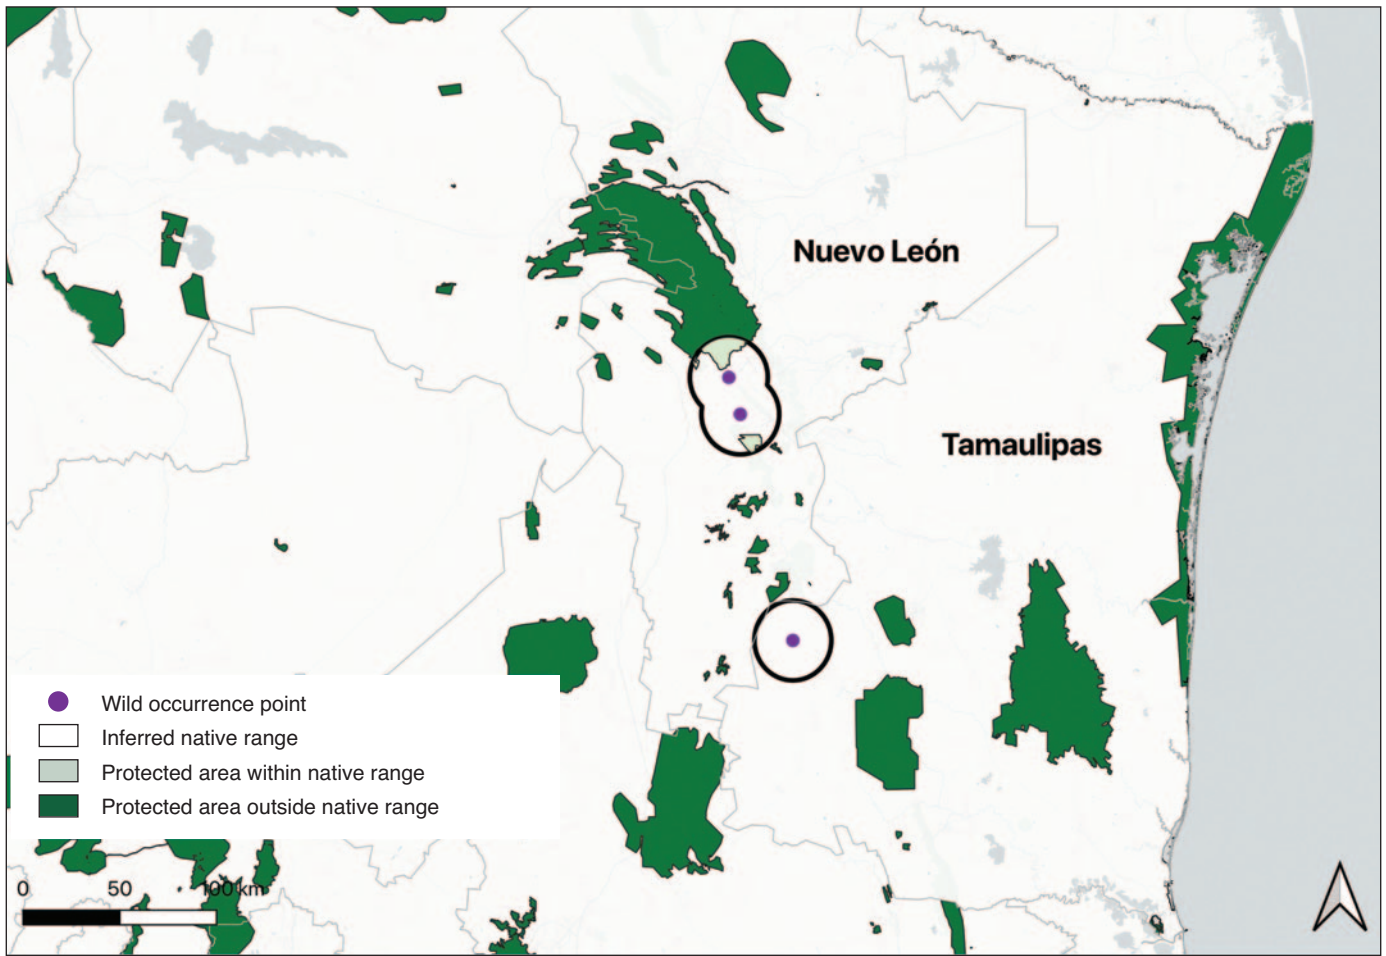 Nuevo León
Tamaulipas
Wild occurrence point
Inferred native range
Protected area within native range
Protected area outside native range
0 50 100 km